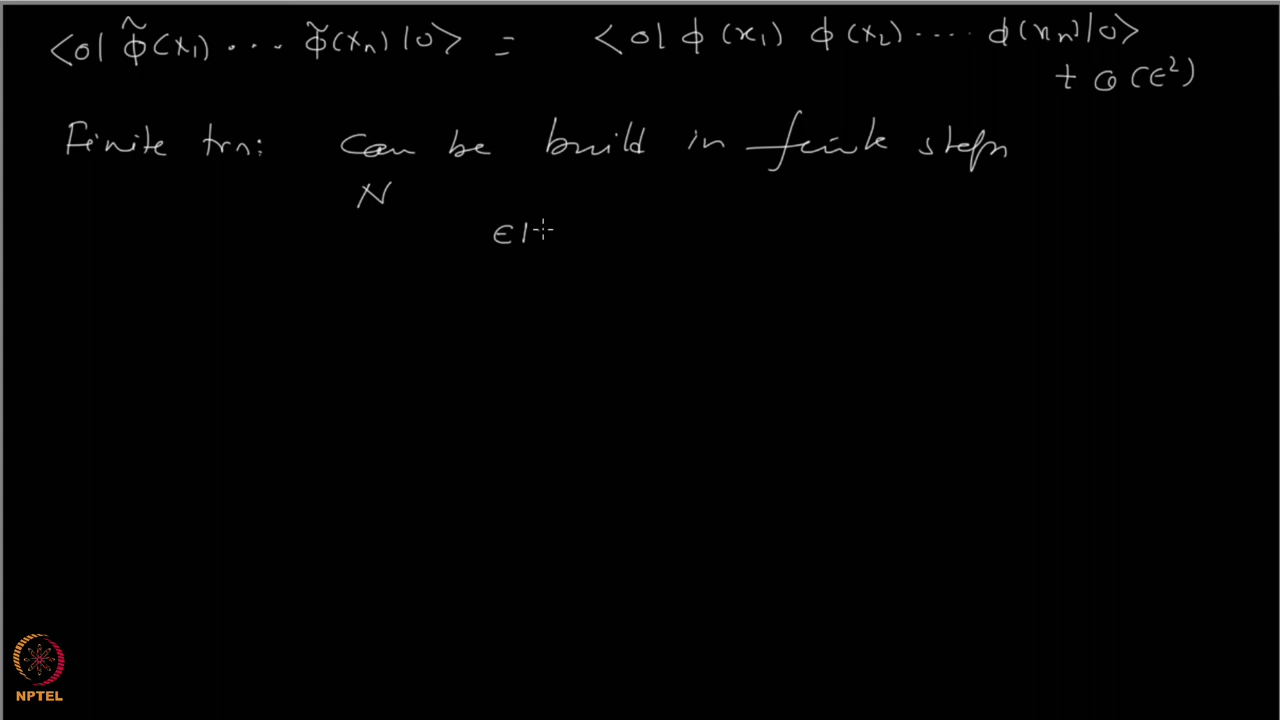 <0| φ̃(x₁) ... φ̃(xₙ) |0> = <0| φ(x₁) φ(x₂) .... φ(xₙ) |0>
+ O(ϵ²)
Finite trn: can be build in finite steps
N
ϵ/
NPTEL